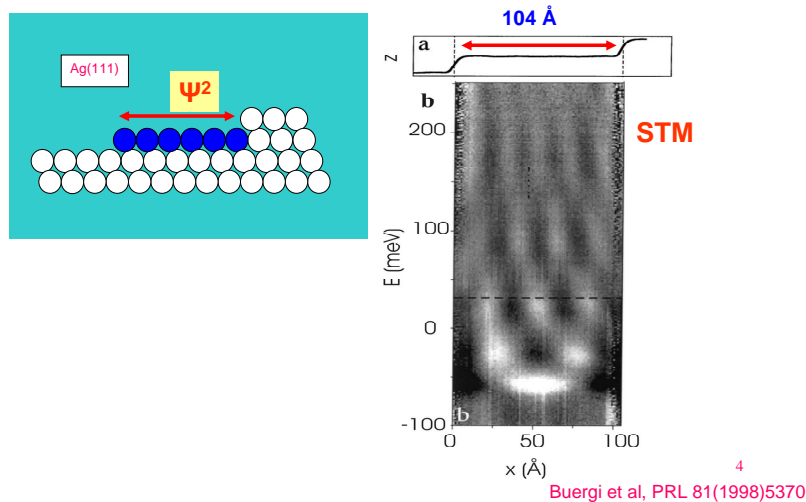 Ag(111)
Ψ²
104 Å
Z
a
b
STM
200
100
0
-100
E (meV)
b
0
50
100
x (Å)
4
Buergi et al, PRL 81(1998)5370